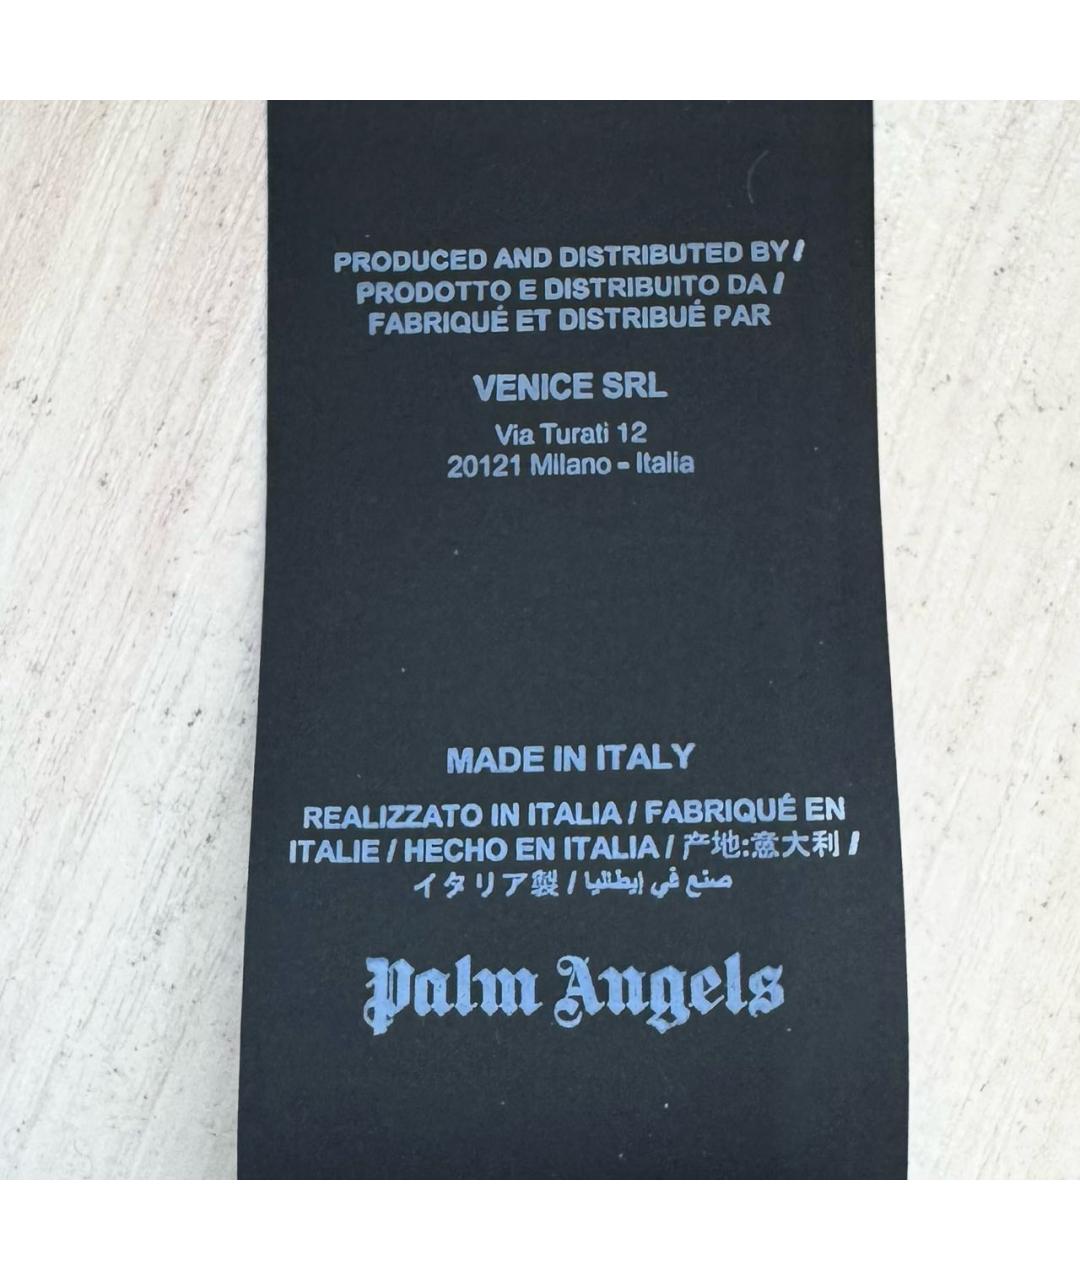 PRODUCED AND DISTRIBUTED BY /
PRODOTTO E DISTRIBUITO DA /
FABRIQUÉ ET DISTRIBUÉ PAR
VENICE SRL
Via Turati 12
20121 Milano - Italia
MADE IN ITALY
REALIZZATO IN ITALIA / FABRIQUÉ EN
ITALIE / HECHO EN ITALIA / 产地:意大利 /
イタリア製 / صنع في إيطاليا
Palm Angels